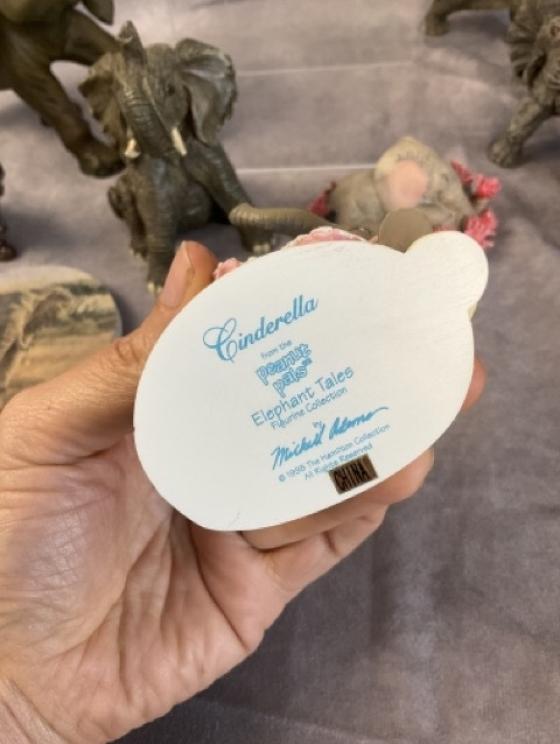 Cinderella
from the
peanut
pals™
Elephant Tales
Figurine Collection
by
Michael Adams
© 1998 The Hamilton Collection
All Rights Reserved
CHINA